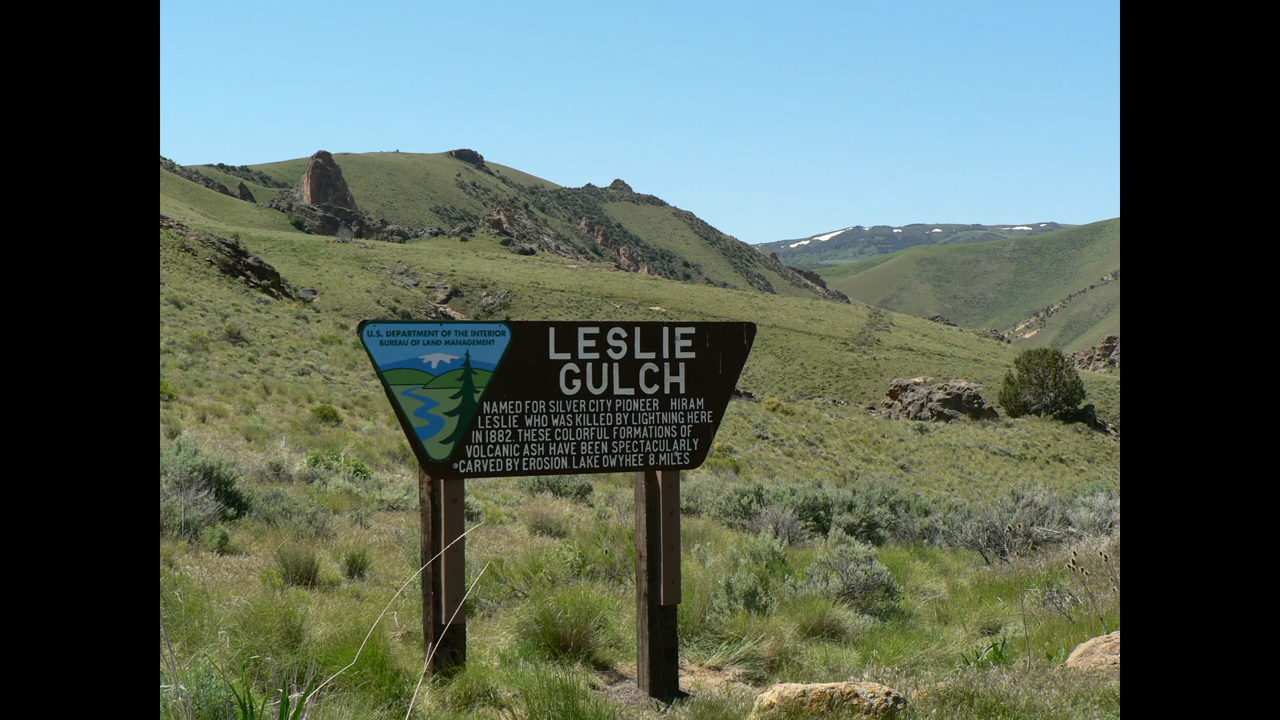 U.S. DEPARTMENT OF THE INTERIOR
BUREAU OF LAND MANAGEMENT
LESLIE
GULCH
NAMED FOR SILVER CITY PIONEER HIRAM
LESLIE WHO WAS KILLED BY LIGHTNING HERE
IN 1882. THESE COLORFUL FORMATIONS OF
VOLCANIC ASH HAVE BEEN SPECTACULARLY
CARVED BY EROSION. LAKE OWYHEE 8 MILES